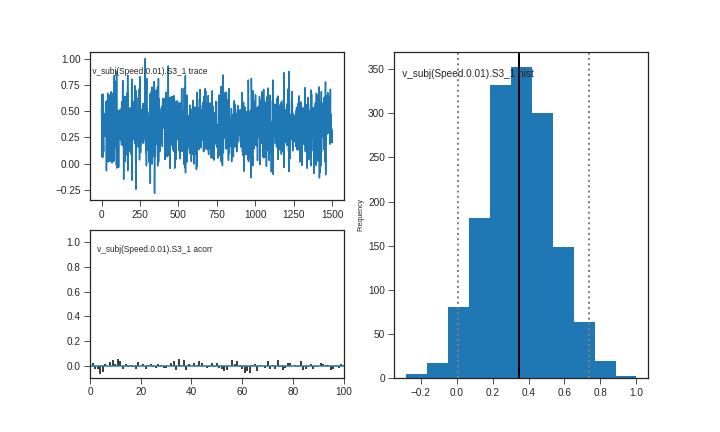 1.00
0.75
0.50
0.25
0.00
−0.25
v_subj(Speed.0.01).S3_1 trace
0 250 500 750 1000 1250 1500
1.0
0.8
0.6
0.4
0.2
0.0
v_subj(Speed.0.01).S3_1 acorr
0 20 40 60 80 100
Frequency
350
300
250
200
150
100
50
0
v_subj(Speed.0.01).S3_1 hist
−0.2 0.0 0.2 0.4 0.6 0.8 1.0